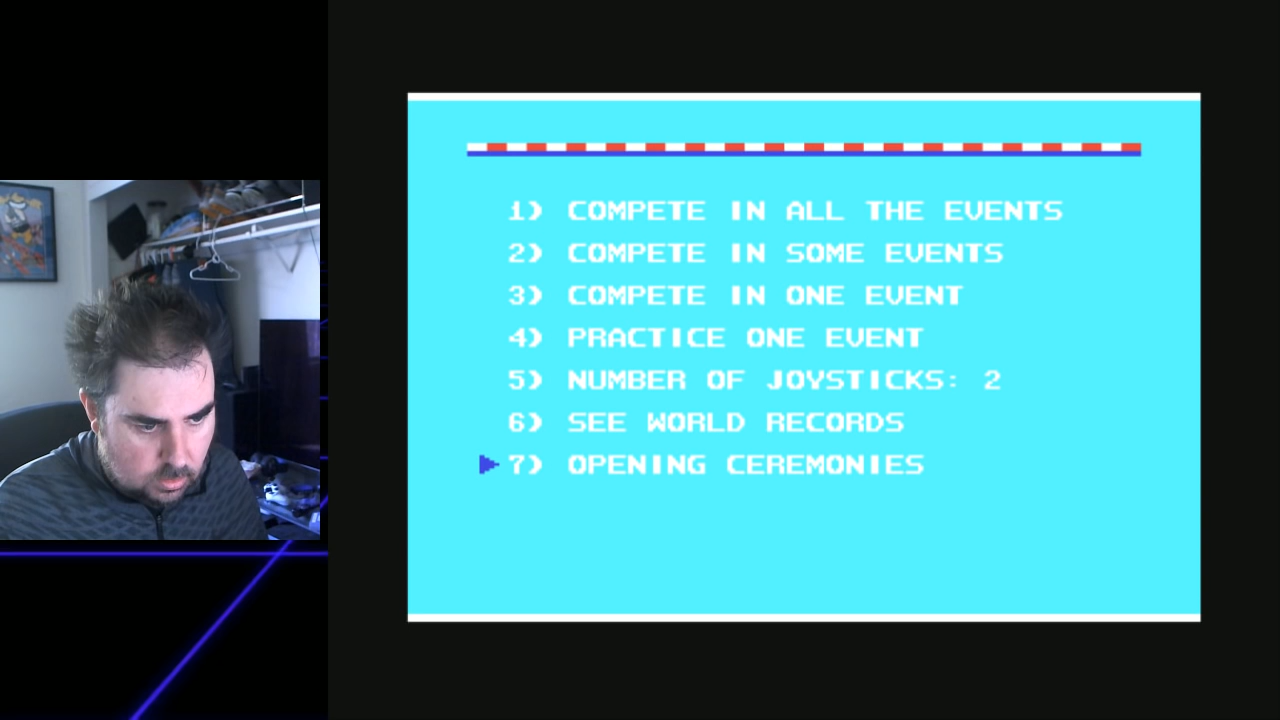 1) COMPETE IN ALL THE EVENTS
2) COMPETE IN SOME EVENTS
3) COMPETE IN ONE EVENT
4) PRACTICE ONE EVENT
5) NUMBER OF JOYSTICKS: 2
6) SEE WORLD RECORDS
7) OPENING CEREMONIES